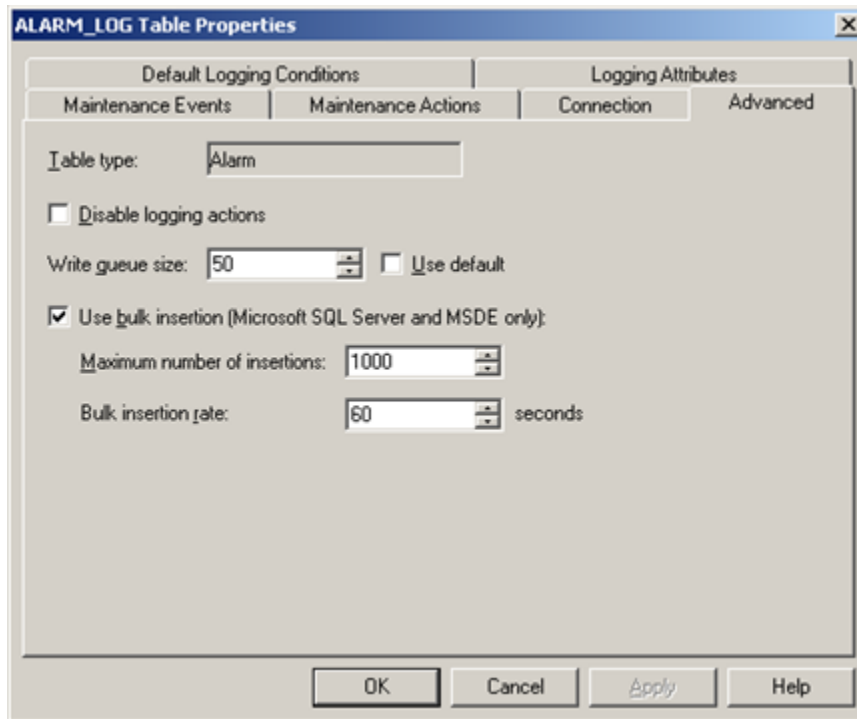 ALARM_LOG Table Properties
Default Logging Conditions Logging Attributes
Maintenance Events Maintenance Actions Connection Advanced
Table type: Alarm
Disable logging actions
Write queue size: 50 Use default
Use bulk insertion (Microsoft SQL Server and MSDE only):
Maximum number of insertions: 1000
Bulk insertion rate: 60 seconds
OK Cancel Apply Help